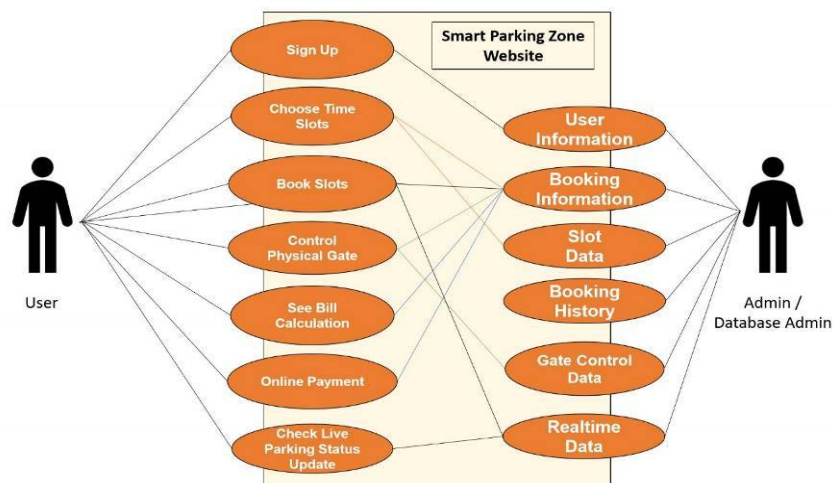 Smart Parking Zone
Website
Sign Up
Choose Time
Slots
Book Slots
Control
Physical Gate
See Bill
Calculation
Online Payment
Check Live
Parking Status
Update
User
Information
Booking
Information
Slot
Data
Booking
History
Gate Control
Data
Realtime
Data
User
Admin /
Database Admin